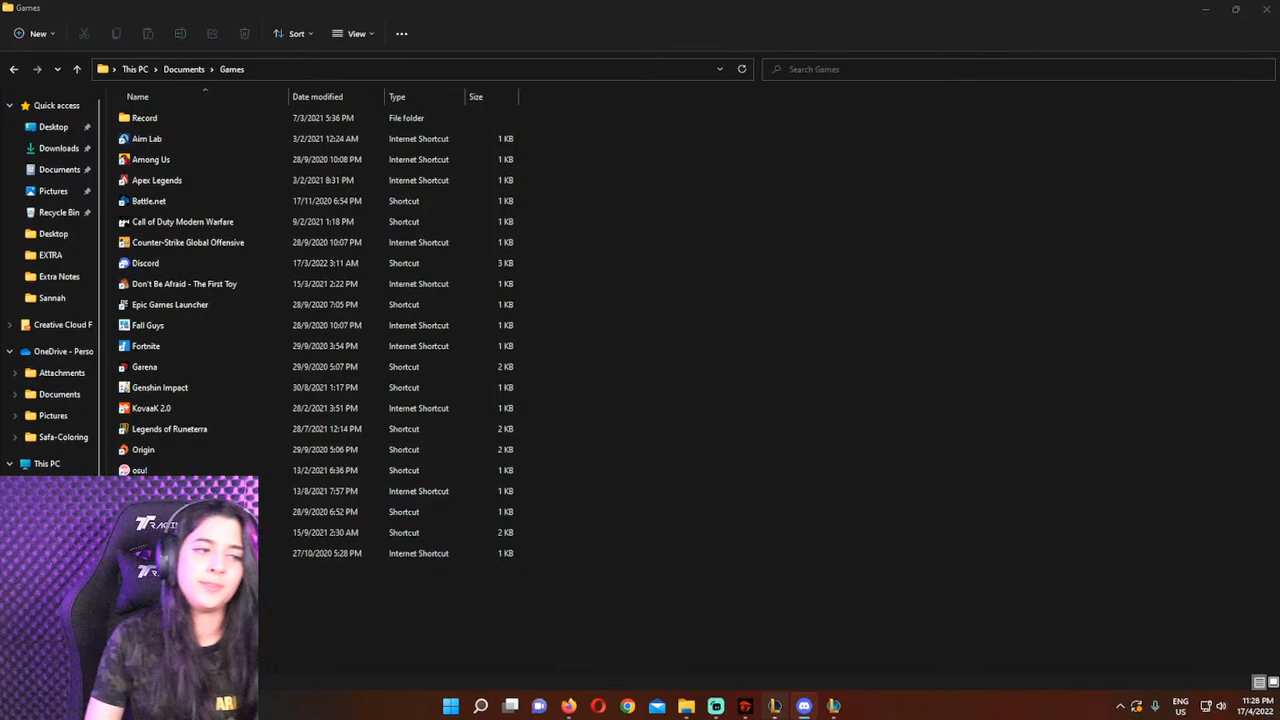 Games
New
Sort
View
This PC > Documents > Games
Search Games
Name Date modified Type Size
Quick access
Desktop
Downloads
Documents
Pictures
Recycle Bin
Desktop
EXTRA
Extra Notes
Sannah
Creative Cloud F
OneDrive - Perso
Attachments
Documents
Pictures
Safa-Coloring
This PC
Record 7/3/2021 5:36 PM File folder
Aim Lab 3/2/2021 12:24 AM Internet Shortcut 1 KB
Among Us 28/9/2020 10:08 PM Internet Shortcut 1 KB
Apex Legends 3/2/2021 8:31 PM Internet Shortcut 1 KB
Battle.net 17/11/2020 6:54 PM Shortcut 1 KB
Call of Duty Modern Warfare 9/2/2021 1:18 PM Shortcut 1 KB
Counter-Strike Global Offensive 28/9/2020 10:07 PM Internet Shortcut 1 KB
Discord 17/3/2022 3:11 AM Shortcut 3 KB
Don't Be Afraid - The First Toy 15/3/2021 2:22 PM Internet Shortcut 1 KB
Epic Games Launcher 28/9/2020 7:05 PM Shortcut 1 KB
Fall Guys 28/9/2020 10:07 PM Internet Shortcut 1 KB
Fortnite 29/9/2020 3:54 PM Internet Shortcut 1 KB
Garena 29/9/2020 5:07 PM Shortcut 2 KB
Genshin Impact 30/8/2021 1:17 PM Shortcut 1 KB
KovaaK 2.0 28/2/2021 3:51 PM Internet Shortcut 1 KB
Legends of Runeterra 28/7/2021 12:14 PM Shortcut 2 KB
Origin 29/9/2020 5:06 PM Shortcut 2 KB
osu! 13/2/2021 6:36 PM Shortcut 1 KB
13/8/2021 7:57 PM Internet Shortcut 1 KB
28/9/2020 6:52 PM Shortcut 1 KB
15/9/2021 2:30 AM Shortcut 2 KB
27/10/2020 5:28 PM Internet Shortcut 1 KB
ENG
US
11:28 PM
17/4/2022